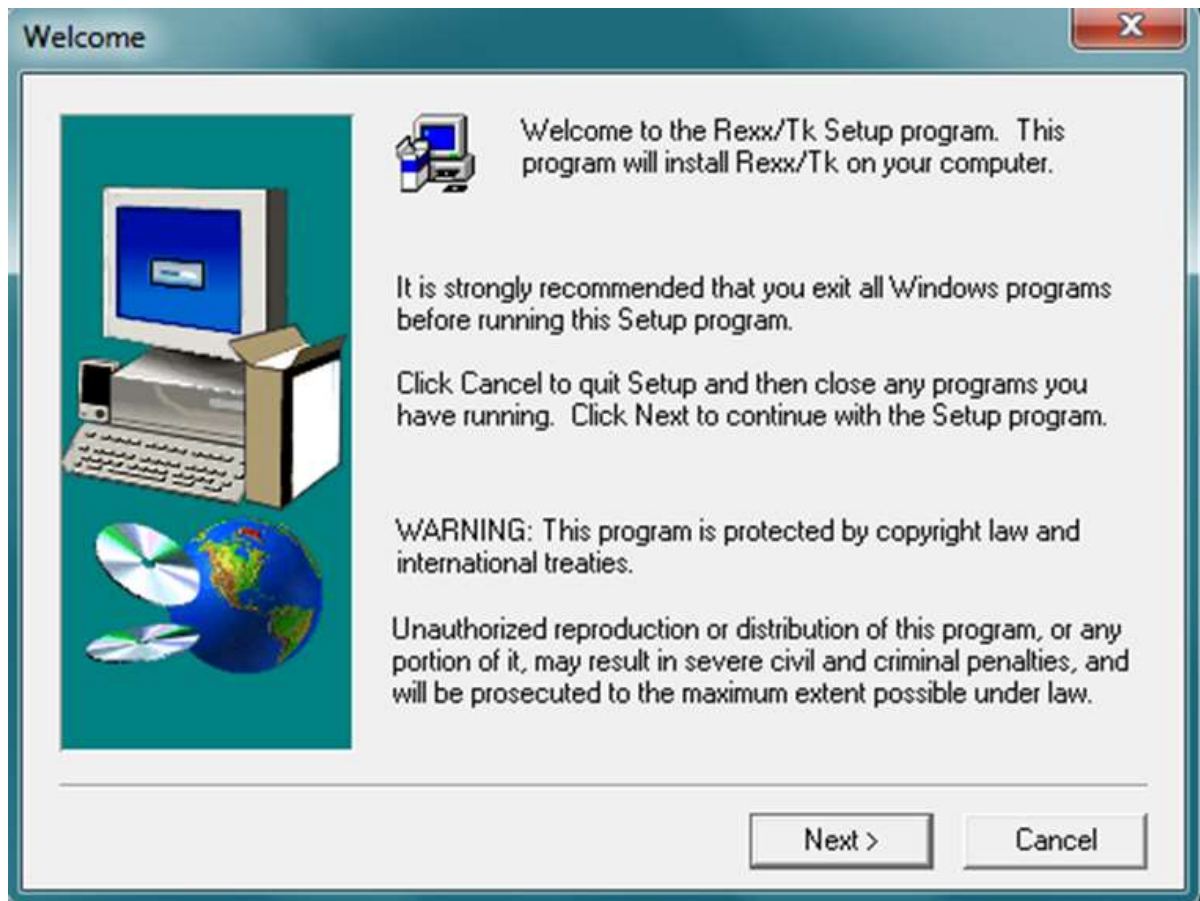 Welcome
Welcome to the Rexx/Tk Setup program. This
program will install Rexx/Tk on your computer.
It is strongly recommended that you exit all Windows programs
before running this Setup program.
Click Cancel to quit Setup and then close any programs you
have running. Click Next to continue with the Setup program.
WARNING: This program is protected by copyright law and
international treaties.
Unauthorized reproduction or distribution of this program, or any
portion of it, may result in severe civil and criminal penalties, and
will be prosecuted to the maximum extent possible under law.
Next >
Cancel